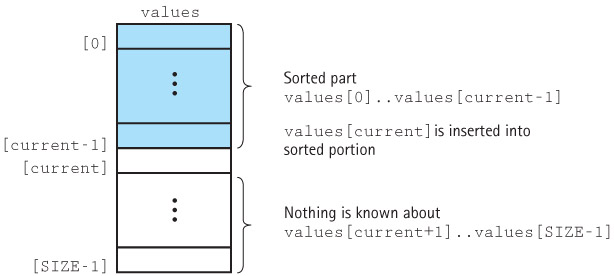 values
[0]
Sorted part
values[0]..values[current-1]
values[current] is inserted into
sorted portion
[current-1]
[current]
Nothing is known about
values[current+1]..values[SIZE-1]
[SIZE-1]